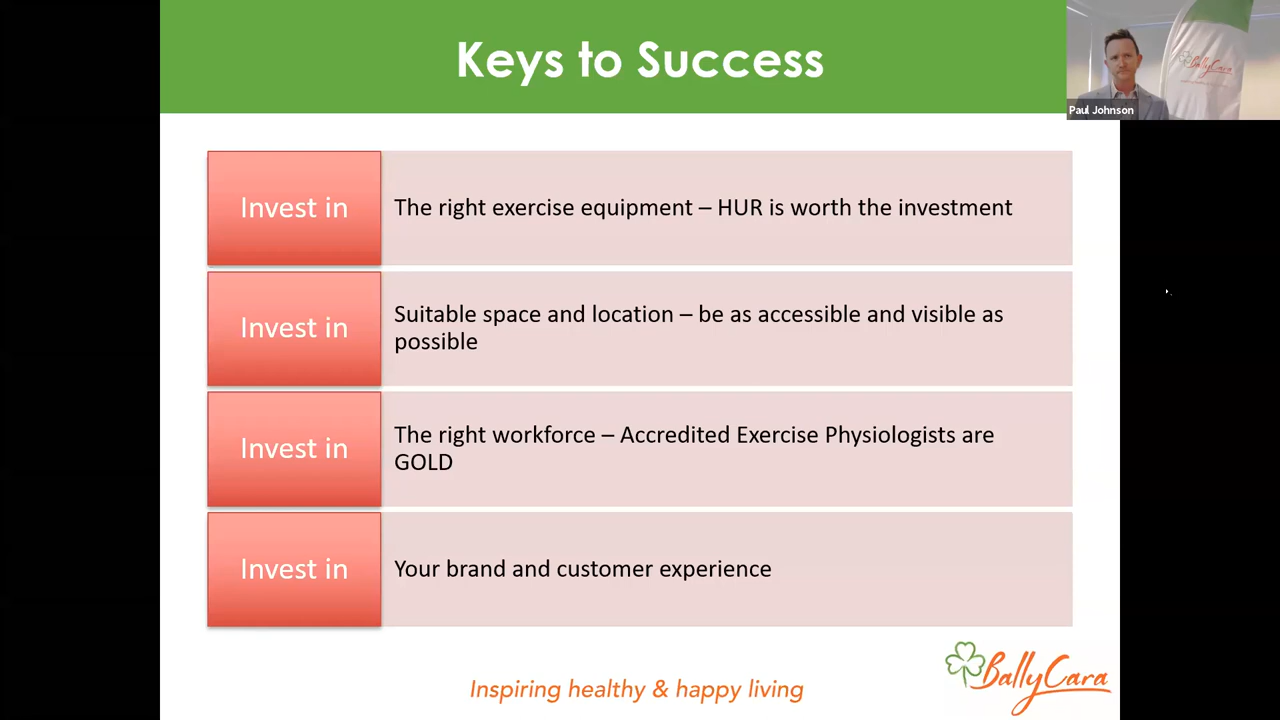 Keys to Success
BallyCara
Paul Johnson
Invest in
The right exercise equipment – HUR is worth the investment
Invest in
Suitable space and location – be as accessible and visible as
possible
Invest in
The right workforce – Accredited Exercise Physiologists are
GOLD
Invest in
Your brand and customer experience
Inspiring healthy & happy living
BallyCara